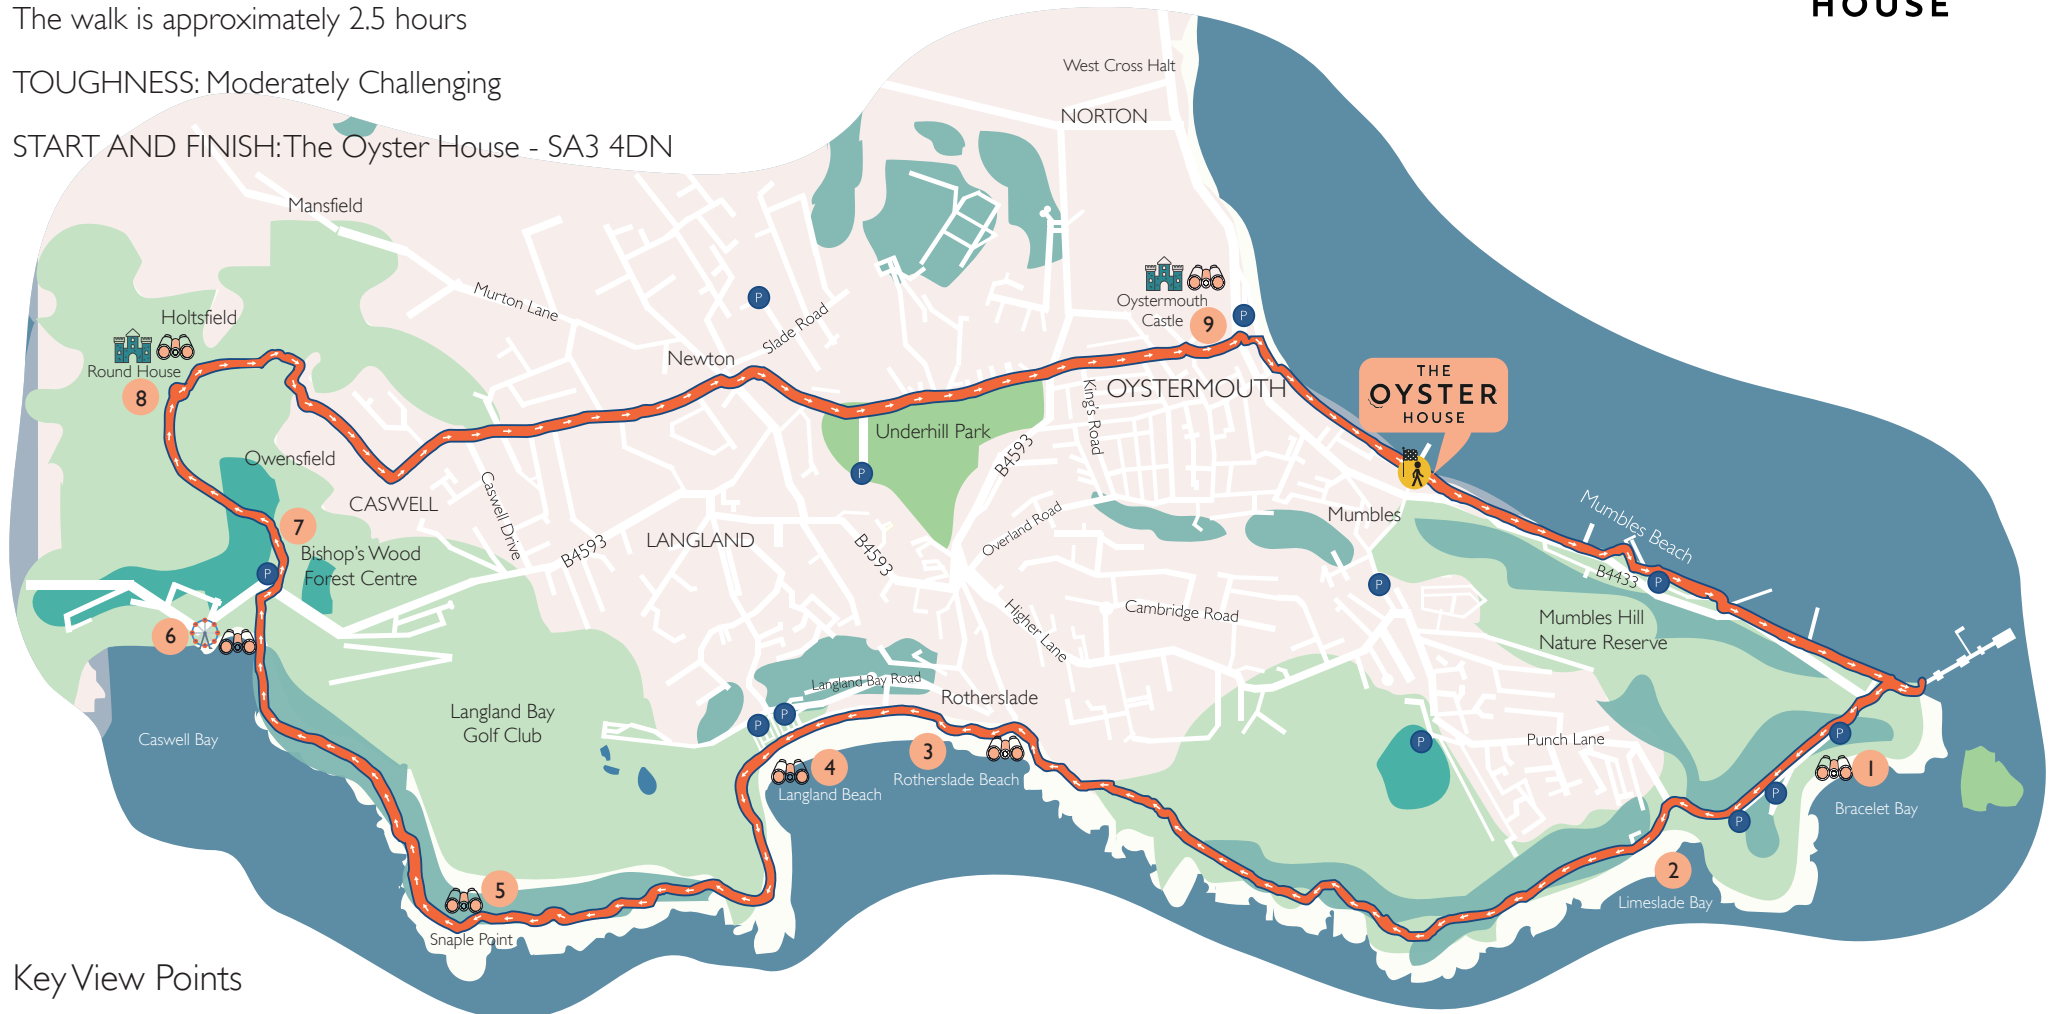 The walk is approximately 2.5 hours
HOUSE
TOUGHNESS: Moderately Challenging
START AND FINISH: The Oyster House - SA3 4DN
West Cross Halt
NORTON
Mansfield
Murton Lane
Holtsfield
Round House
8
Newton
Slade Road
P
Oystermouth
Castle
9
P
OYSTERMOUTH
King's Road
THE
OYSTER
HOUSE
Underhill Park
P
B4593
Owensfield
CASWELL
Caswell Drive
7
Bishop's Wood
Forest Centre
P
B4593
LANGLAND
B4593
Overland Road
Mumbles
P
Mumbles Beach
B4433
P
Mumbles Hill
Nature Reserve
Cambridge Road
Higher Lane
6
Caswell Bay
Langland Bay
Golf Club
Langland Bay Road
Rotherslade
P
P
4
Langland Beach
3
Rotherslade Beach
P
Punch Lane
P
P
P
1
Bracelet Bay
2
Limeslade Bay
5
Snaple Point
Key View Points